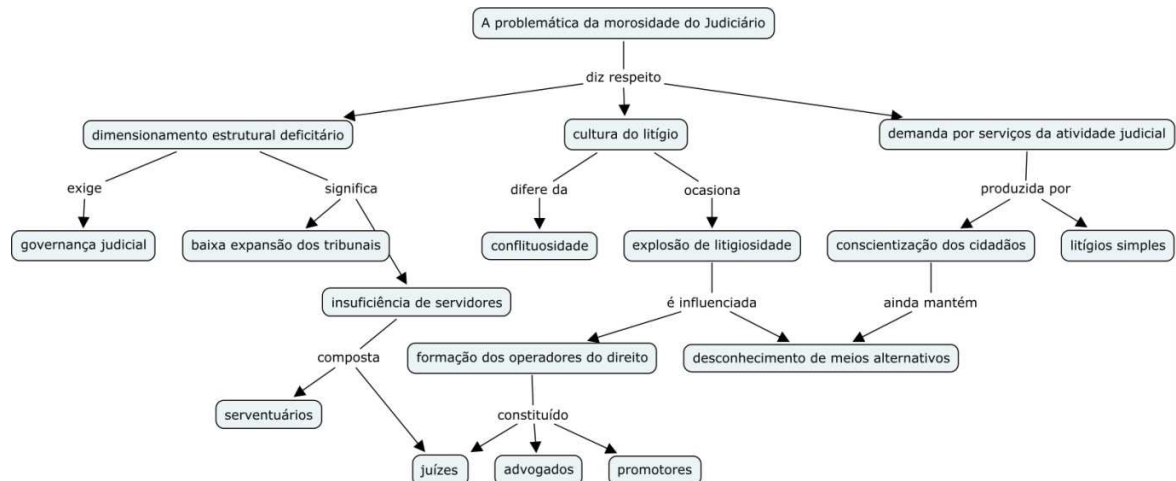 A problemática da morosidade do Judiciário
diz respeito
dimensionamento estrutural deficitário
cultura do litígio
demanda por serviços da atividade judicial
exige
significa
difere da
ocasiona
produzida por
governança judicial
baixa expansão dos tribunais
conflituosidade
explosão de litigiosidade
conscientização dos cidadãos
litígios simples
insuficiência de servidores
é influenciada
ainda mantém
composta
formação dos operadores do direito
desconhecimento de meios alternativos
serventuários
constituído
juízes
advogados
promotores